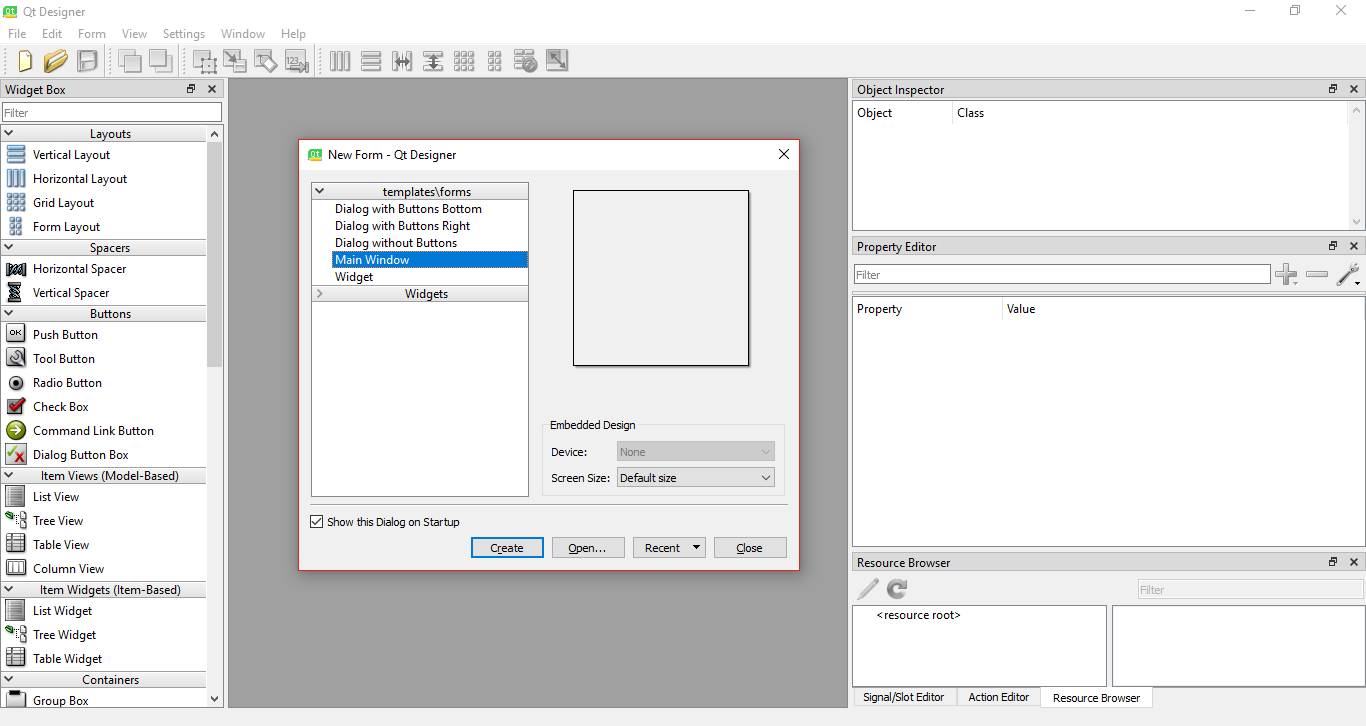 Qt Designer
File Edit Form View Settings Window Help
Widget Box
Filter
Layouts
Vertical Layout
Horizontal Layout
Grid Layout
Form Layout
Spacers
Horizontal Spacer
Vertical Spacer
Buttons
OK Push Button
Tool Button
Radio Button
Check Box
Command Link Button
Dialog Button Box
Item Views (Model-Based)
List View
Tree View
Table View
Column View
Item Widgets (Item-Based)
List Widget
Tree Widget
Table Widget
Containers
Group Box
New Form - Qt Designer
templates\forms
Dialog with Buttons Bottom
Dialog with Buttons Right
Dialog without Buttons
Main Window
Widget
Widgets
Embedded Design
Device: None
Screen Size: Default size
Show this Dialog on Startup
Create Open... Recent Close
Object Inspector
Object Class
Property Editor
Filter
Property Value
Resource Browser
Filter
<resource root>
Signal/Slot Editor Action Editor Resource Browser